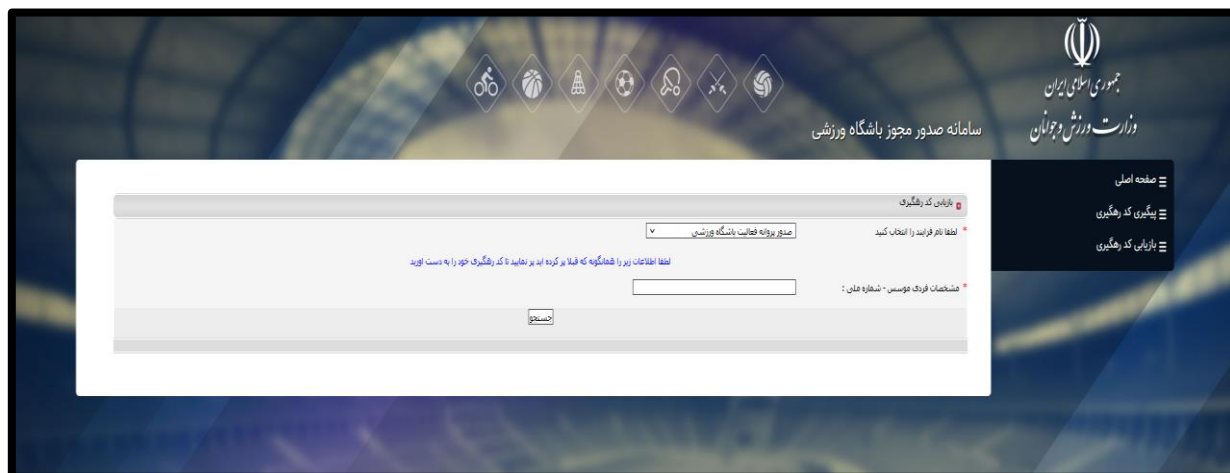 جمهوری اسلامی ایران
وزارت ورزش و جوانان
سامانه صدور مجوز باشگاه ورزشی
صفحه اصلی
پیگیری کد رهگیری
بازیابی کد رهگیری
بازیابی کد رهگیری
* لطفا نام فرایند را انتخاب کنید صدور پروانه فعالیت باشگاه ورزشی
لطفا اطلاعات زیر را همانگونه که قبلا پر کرده اید پر نمایید تا کد رهگیری خود را به دست اورید
* مشخصات فردی موسس - شماره ملی :
جستجو